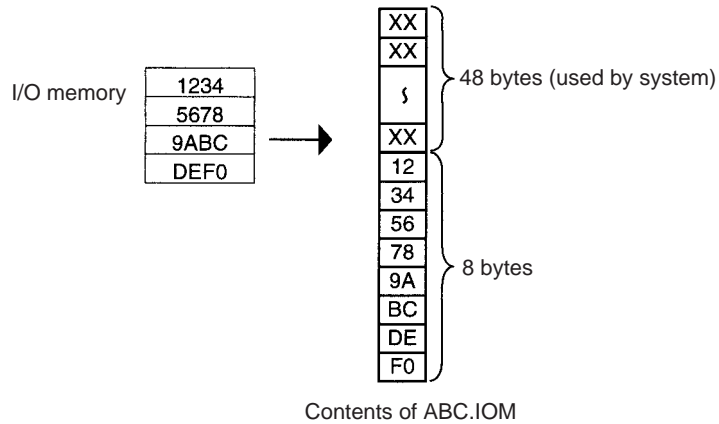 I/O memory
1234
5678
9ABC
DEF0
XX
XX
XX
12
34
56
78
9A
BC
DE
F0
48 bytes (used by system)
8 bytes
Contents of ABC.IOM